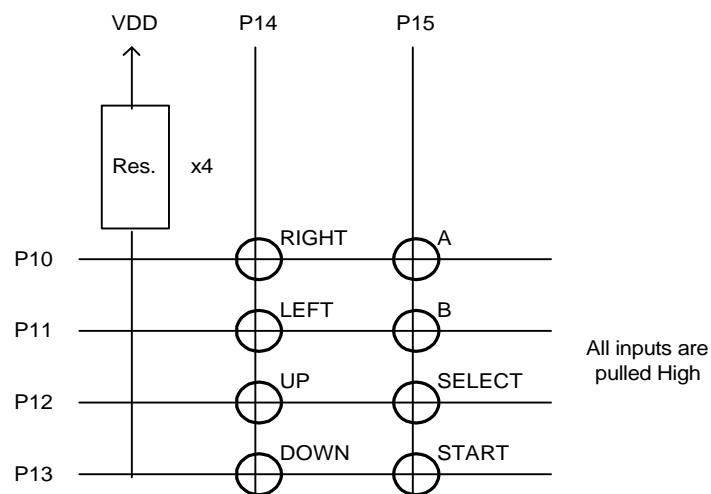 VDD P14 P15
Res. x4
RIGHT A
P10
LEFT B
P11
All inputs are
pulled High
UP SELECT
P12
DOWN START
P13